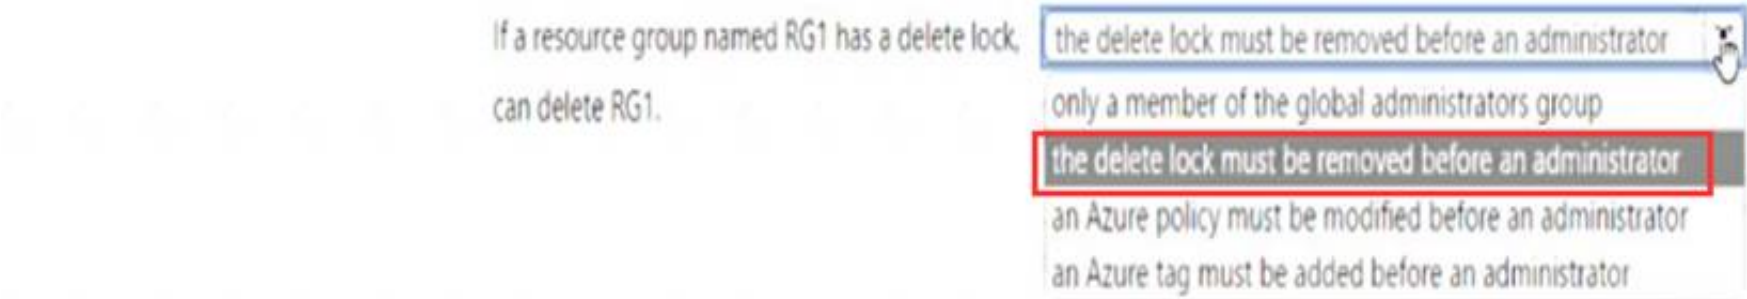 If a resource group named RG1 has a delete lock,
the delete lock must be removed before an administrator
can delete RG1.
only a member of the global administrators group
the delete lock must be removed before an administrator
an Azure policy must be modified before an administrator
an Azure tag must be added before an administrator